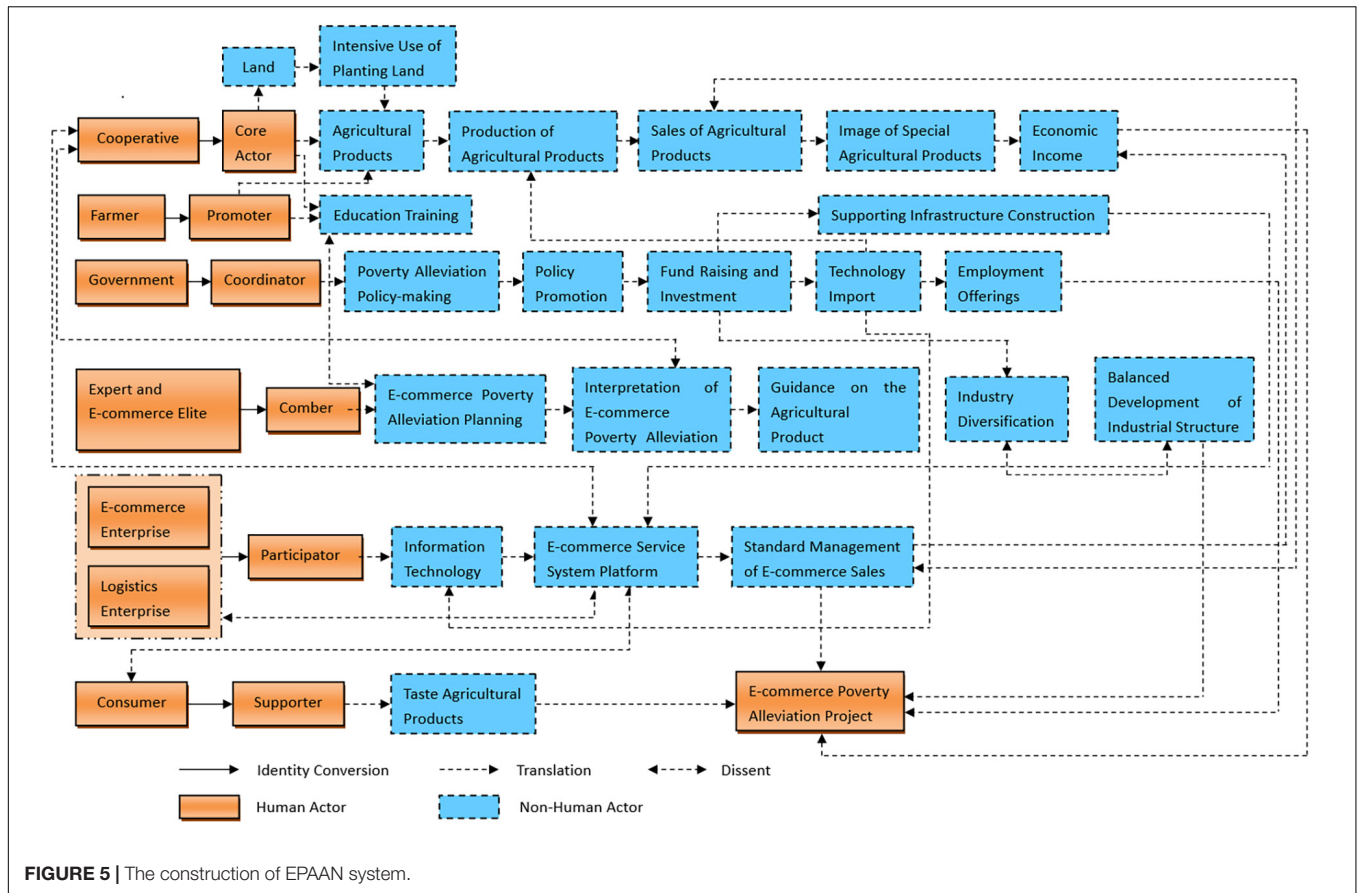 Land
Intensive Use of
Planting Land
Cooperative
Core
Actor
Agricultural
Products
Production of
Agricultural Products
Sales of Agricultural
Products
Image of Special
Agricultural Products
Economic
Income
Farmer
Promoter
Education Training
Supporting Infrastructure Construction
Government
Coordinator
Poverty Alleviation
Policy-making
Policy
Promotion
Fund Raising and
Investment
Technology
Import
Employment
Offerings
Expert and
E-commerce Elite
Comber
E-commerce Poverty
Alleviation Planning
Interpretation of
E-commerce
Poverty Alleviation
Guidance on the
Agricultural
Product
Industry
Diversification
Balanced
Development of
Industrial Structure
E-commerce
Enterprise
Logistics
Enterprise
Participator
Information
Technology
E-commerce Service
System Platform
Standard Management
of E-commerce Sales
Consumer
Supporter
Taste Agricultural
Products
E-commerce Poverty
Alleviation Project
Identity Conversion
Translation
Dissent
Human Actor
Non-Human Actor
FIGURE 5 | The construction of EPAAN system.